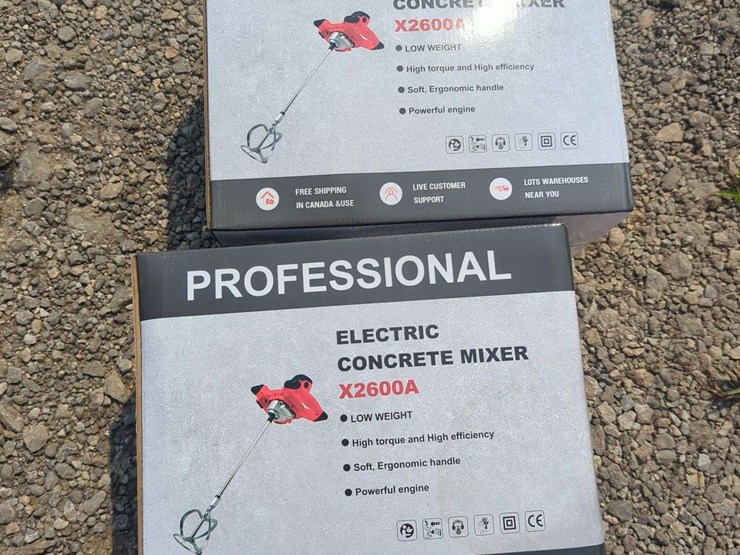 CONCRETE MIXER
X2600A
● LOW WEIGHT
● High torque and High efficiency
● Soft, Ergonomic handle
● Powerful engine
CE
FREE SHIPPING
IN CANADA &USE
LIVE CUSTOMER
SUPPORT
LOTS WAREHOUSES
NEAR YOU
PROFESSIONAL
ELECTRIC
CONCRETE MIXER
X2600A
● LOW WEIGHT
● High torque and High efficiency
● Soft, Ergonomic handle
● Powerful engine
CE